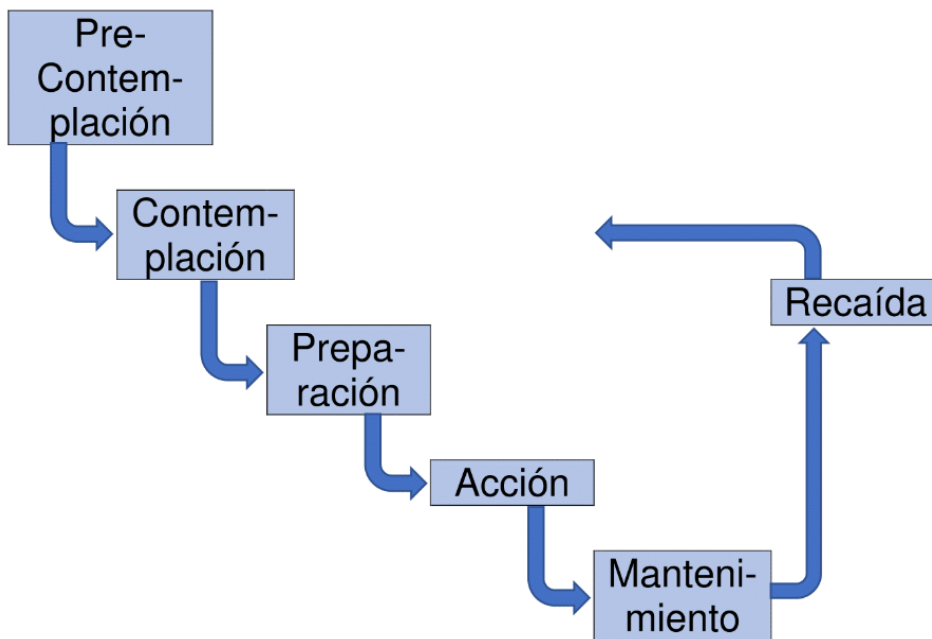 Pre-
Contem-
plación
Contem-
plación
Prepa-
ración
Acción
Manteni-
miento
Recaída